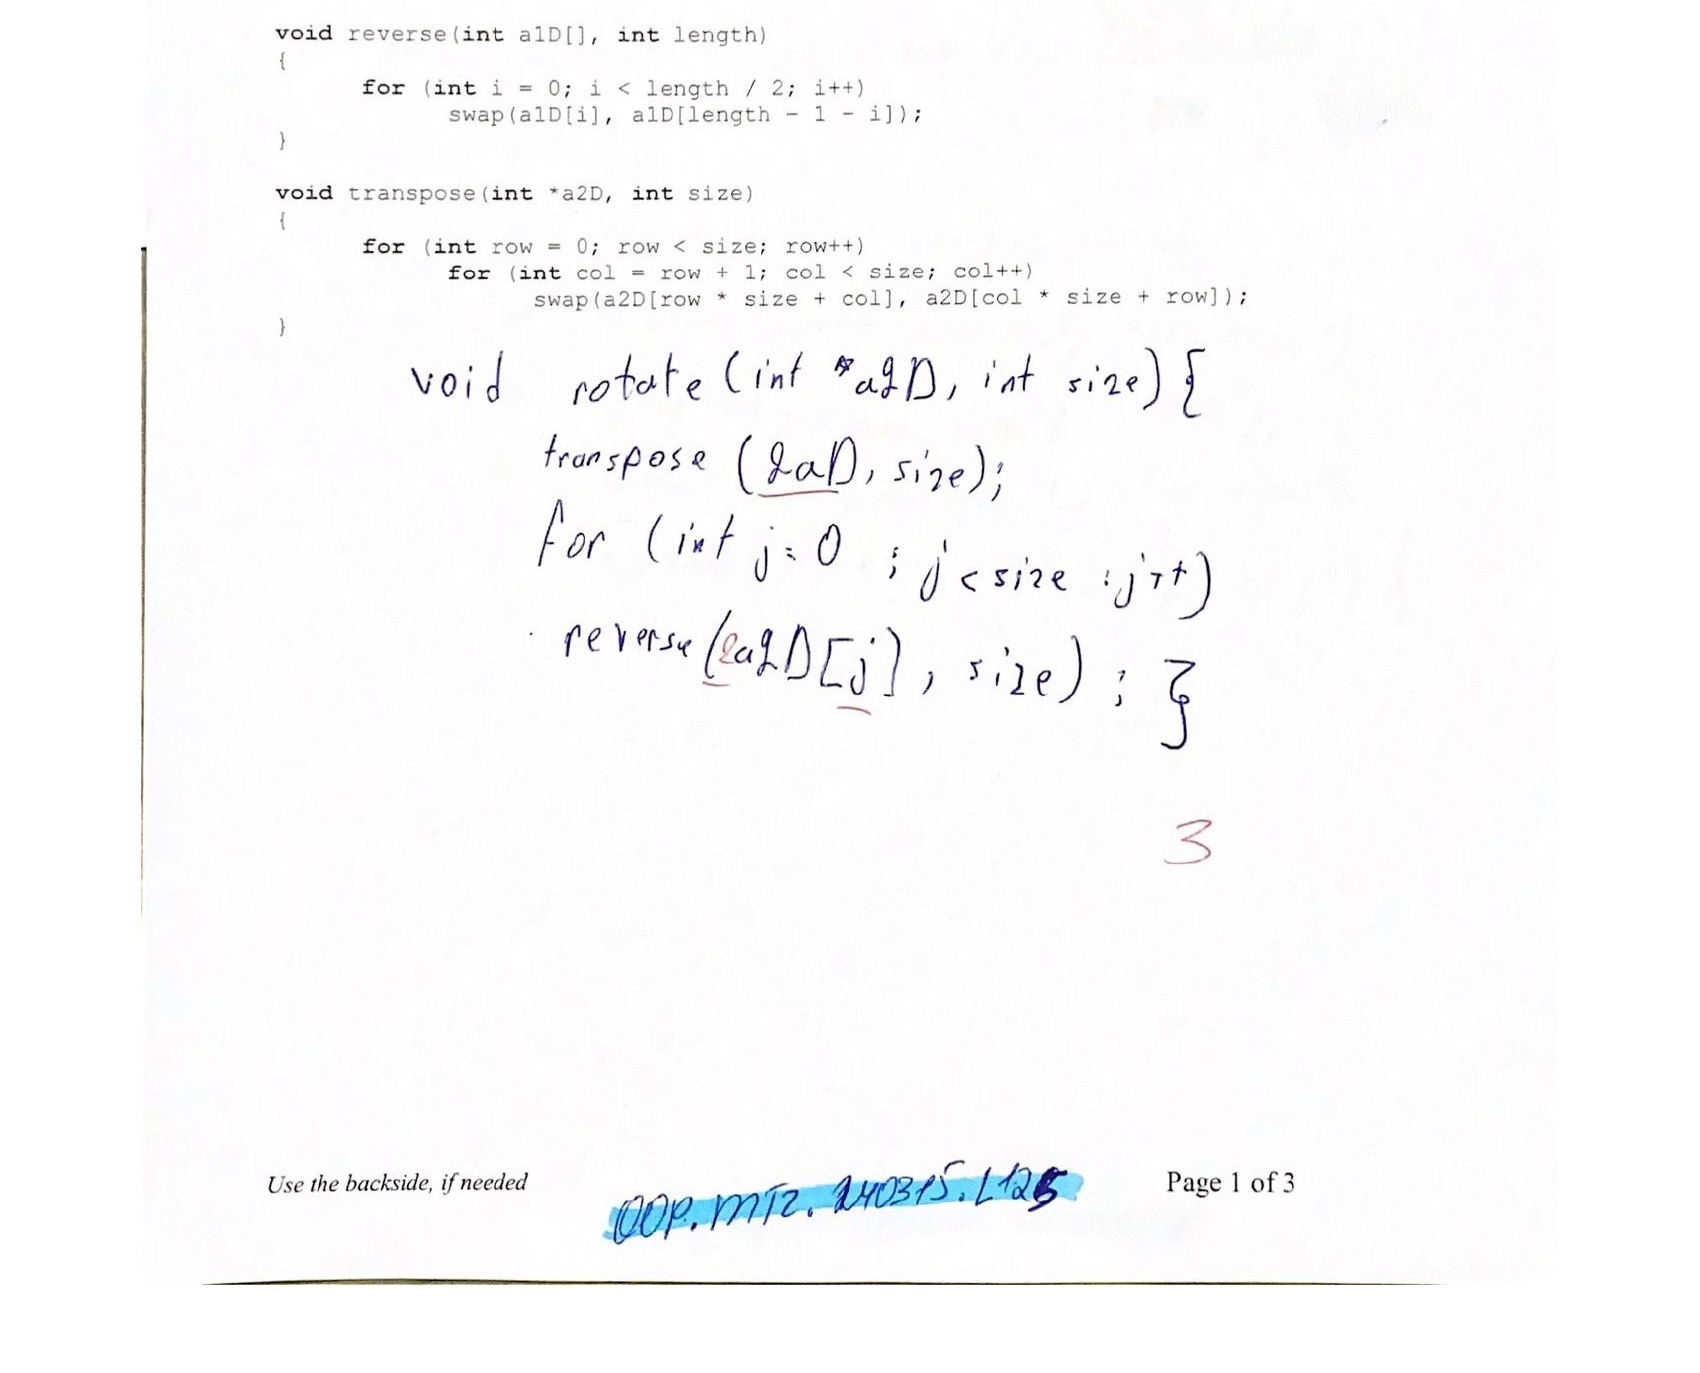 void reverse(int a1D[], int length)
{
for (int i = 0; i < length / 2; i++)
swap(a1D[i], a1D[length - 1 - i]);
}
void transpose(int *a2D, int size)
{
for (int row = 0; row < size; row++)
for (int col = row + 1; col < size; col++)
swap(a2D[row * size + col], a2D[col * size + row]);
}
void rotate (int *a2D, int size) {
transpose (2aD, size);
for (int j = 0 ; j < size ; j++)
reverse(&a2D[j], size) ; }
3
Use the backside, if needed
OOP.MT2.240315.L125
Page 1 of 3